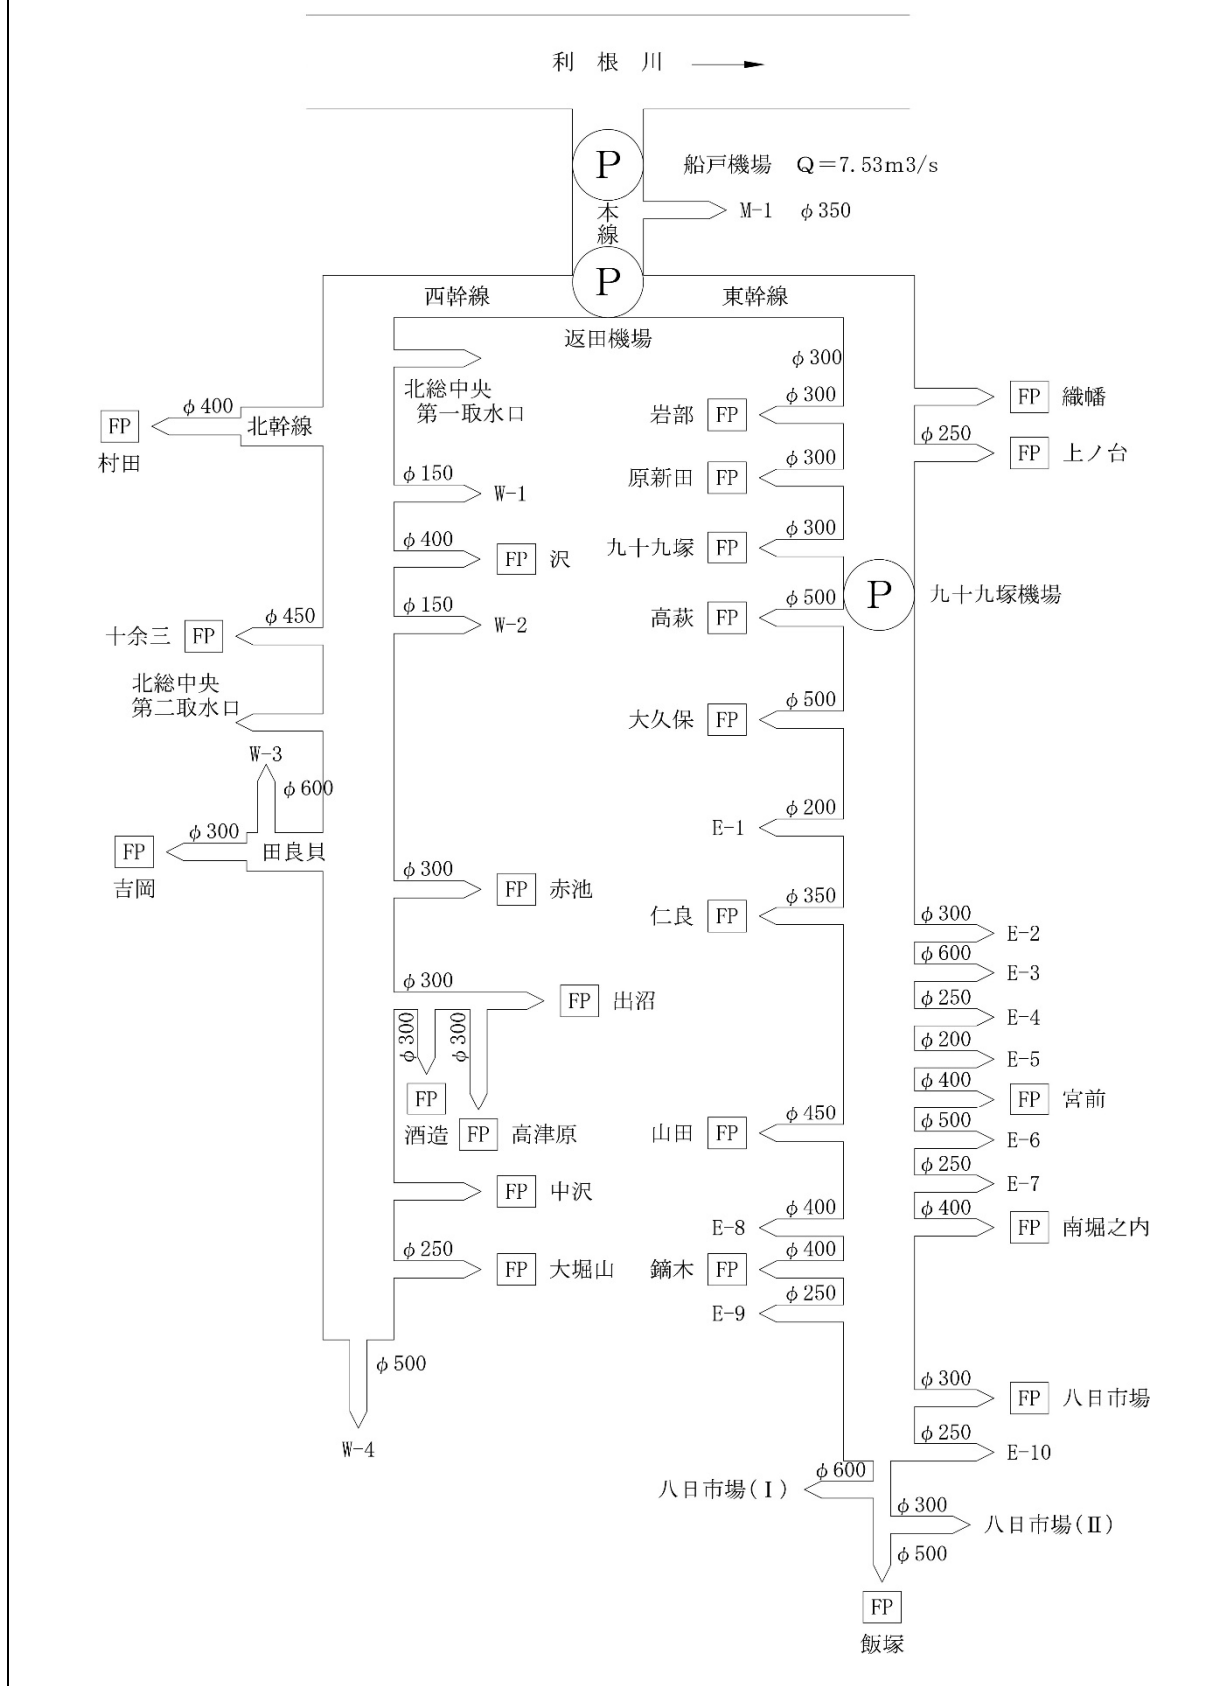 利根川
P
船戸機場 Q=7.53m3/s
本線
M-1 φ350
P
西幹線
東幹線
返田機場
φ300
北総中央
第一取水口
φ400
FP
北幹線
村田
φ150
W-1
φ400
FP 沢
φ150
W-2
φ450
十余三 FP
北総中央
第二取水口
W-3
φ600
φ300
FP
田良貝
吉岡
φ300
FP 赤池
φ300
FP 出沼
φ300
φ300
FP
酒造
FP 高津原
FP 中沢
φ250
FP 大堀山
φ500
W-4
φ300
岩部 FP
φ300
原新田 FP
φ300
九十九塚 FP
φ500
高萩 FP
P
九十九塚機場
φ500
大久保 FP
φ200
E-1
φ350
仁良 FP
φ450
山田 FP
φ400
E-8
φ400
鏑木 FP
φ250
E-9
FP 織幡
φ250
FP 上ノ台
φ300
E-2
φ600
E-3
φ250
E-4
φ200
E-5
φ400
FP 宮前
φ500
E-6
φ250
E-7
φ400
FP 南堀之内
φ300
FP 八日市場
φ250
E-10
φ600
八日市場(Ⅰ)
φ300
八日市場(Ⅱ)
φ500
FP
飯塚